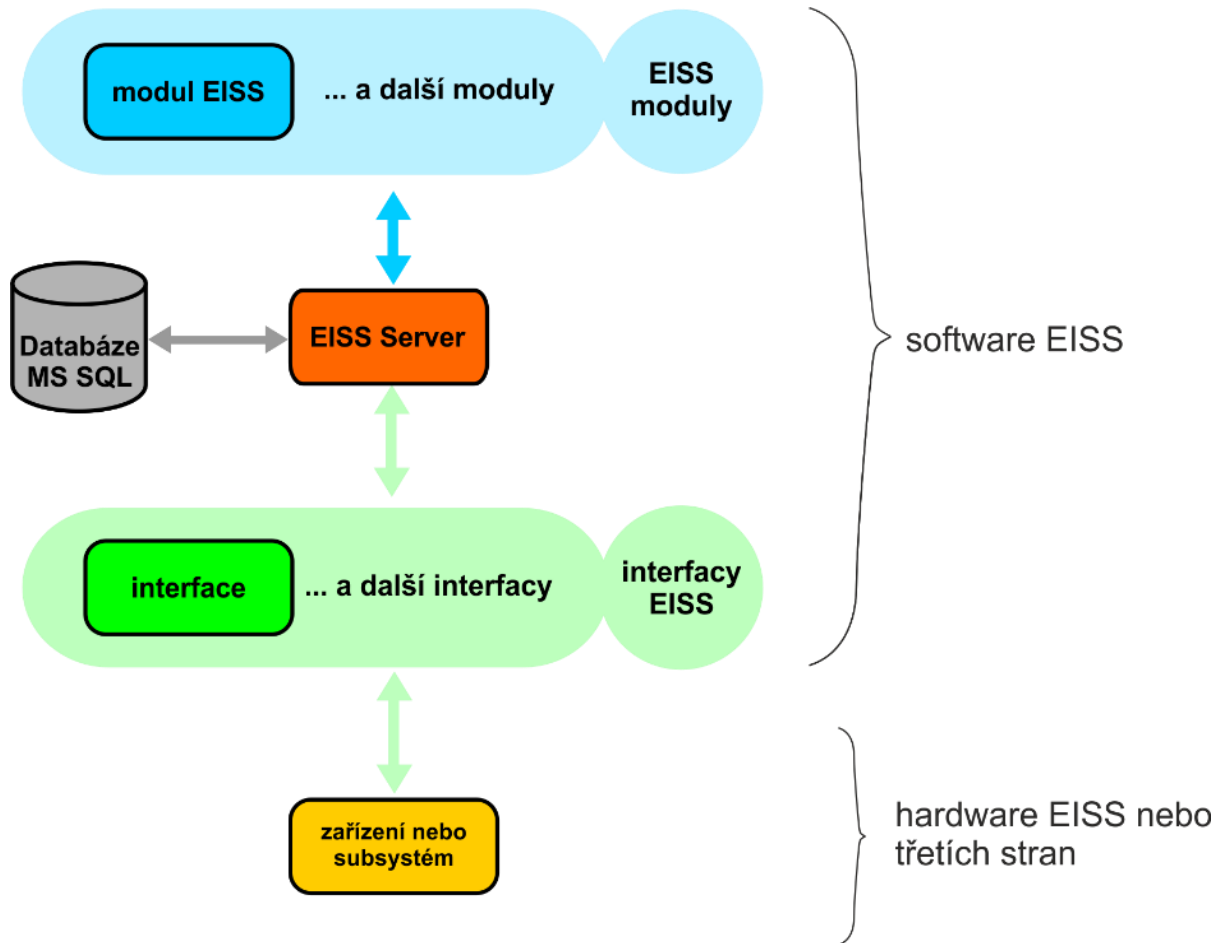 modul EISS
... a další moduly
EISS
moduly
Databáze
MS SQL
EISS Server
software EISS
interface
... a další interfacy
interfacy
EISS
zařízení nebo
subsystém
hardware EISS nebo
třetích stran